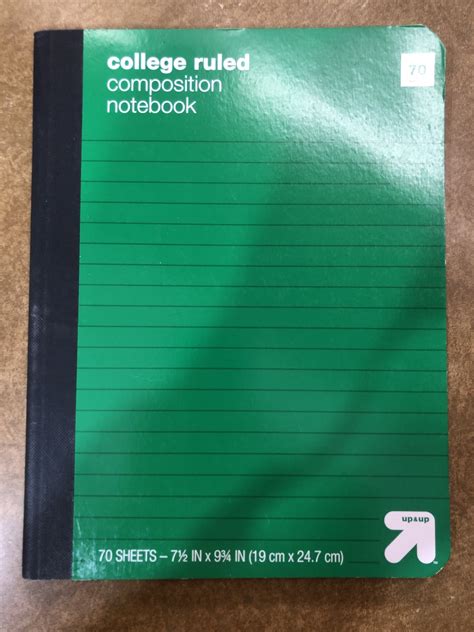 college ruled
70
composition
notebook
up&up
70 SHEETS – 7½ IN x 9¾ IN (19 cm x 24.7 cm)